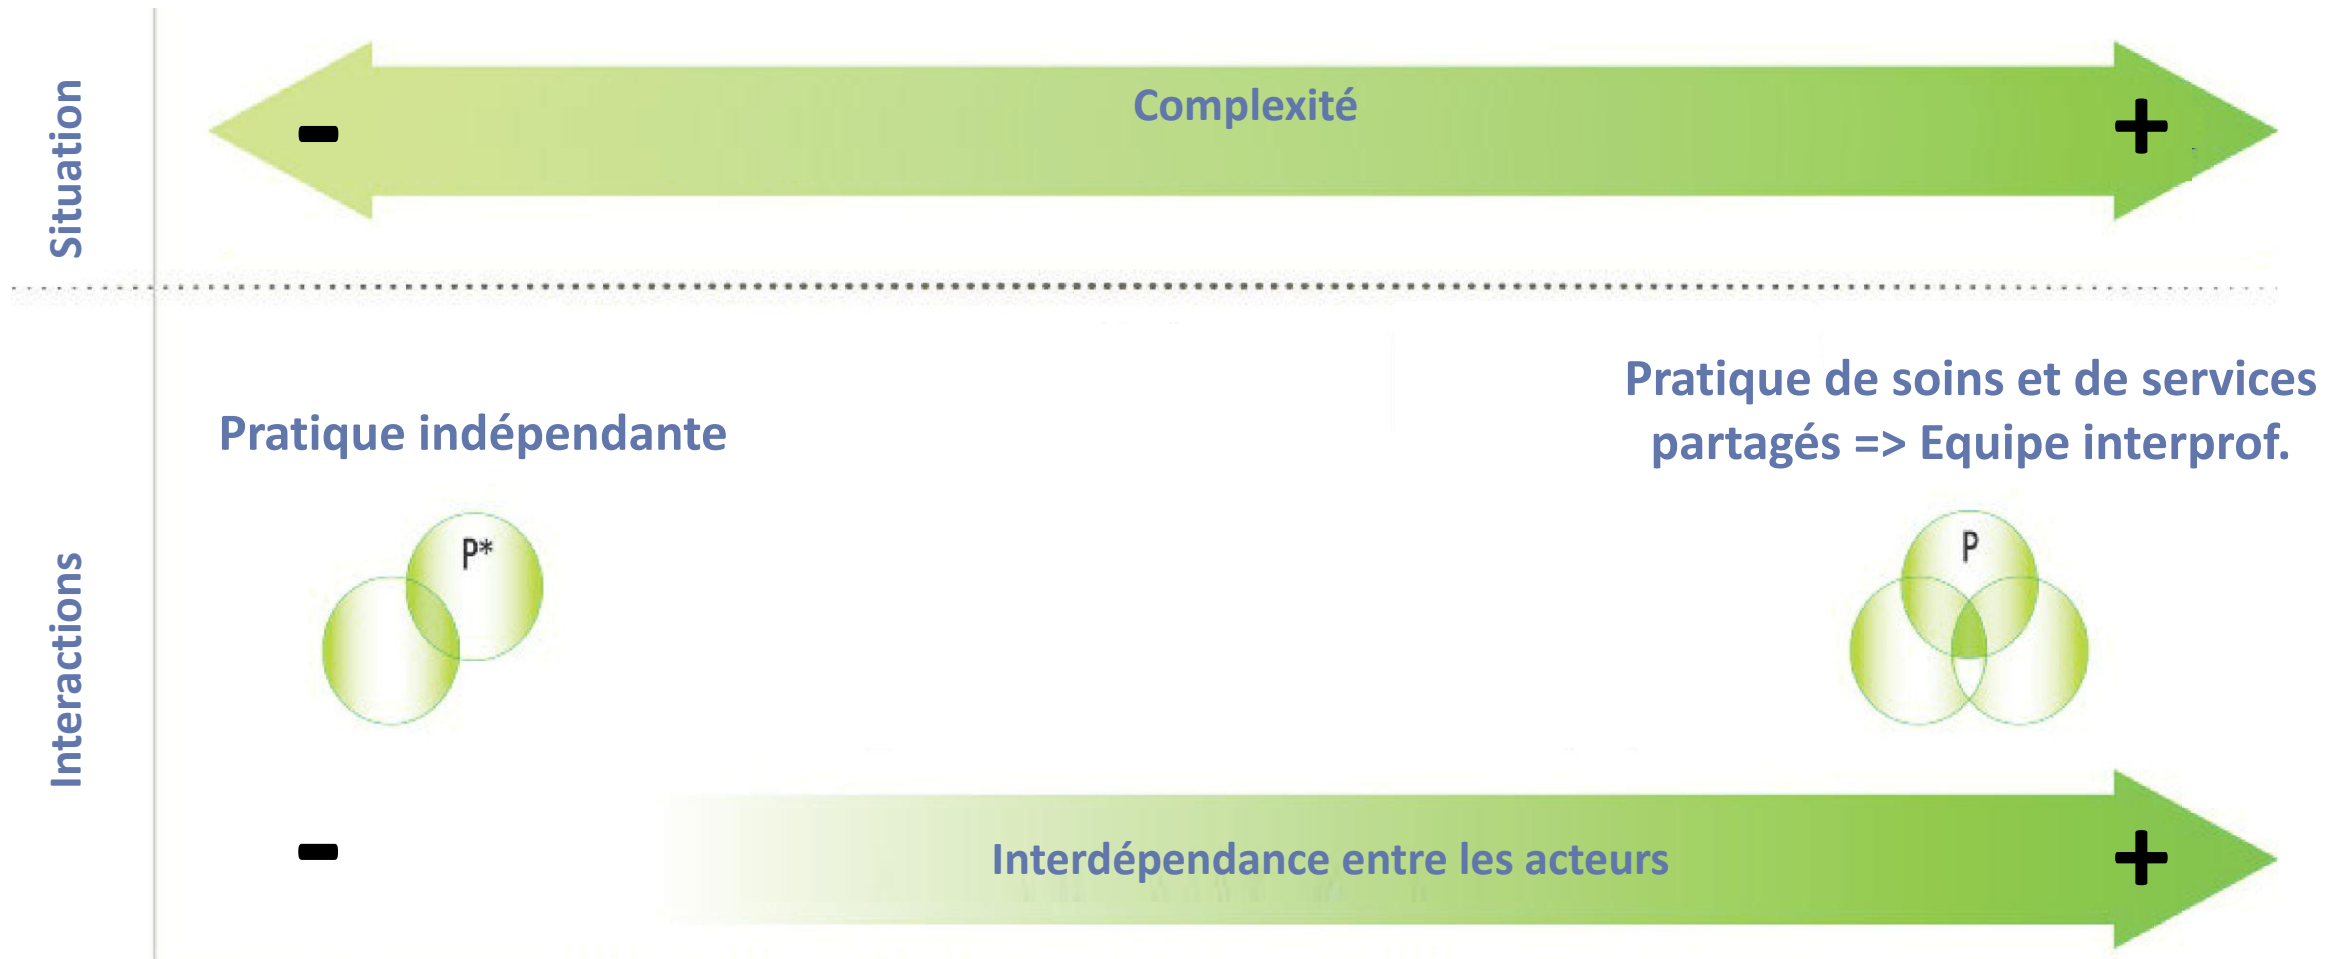 Situation
-
Complexité
+
Pratique indépendante
Pratique de soins et de services
partagés => Equipe interprof.
Interactions
P*
P
-
Interdépendance entre les acteurs
+